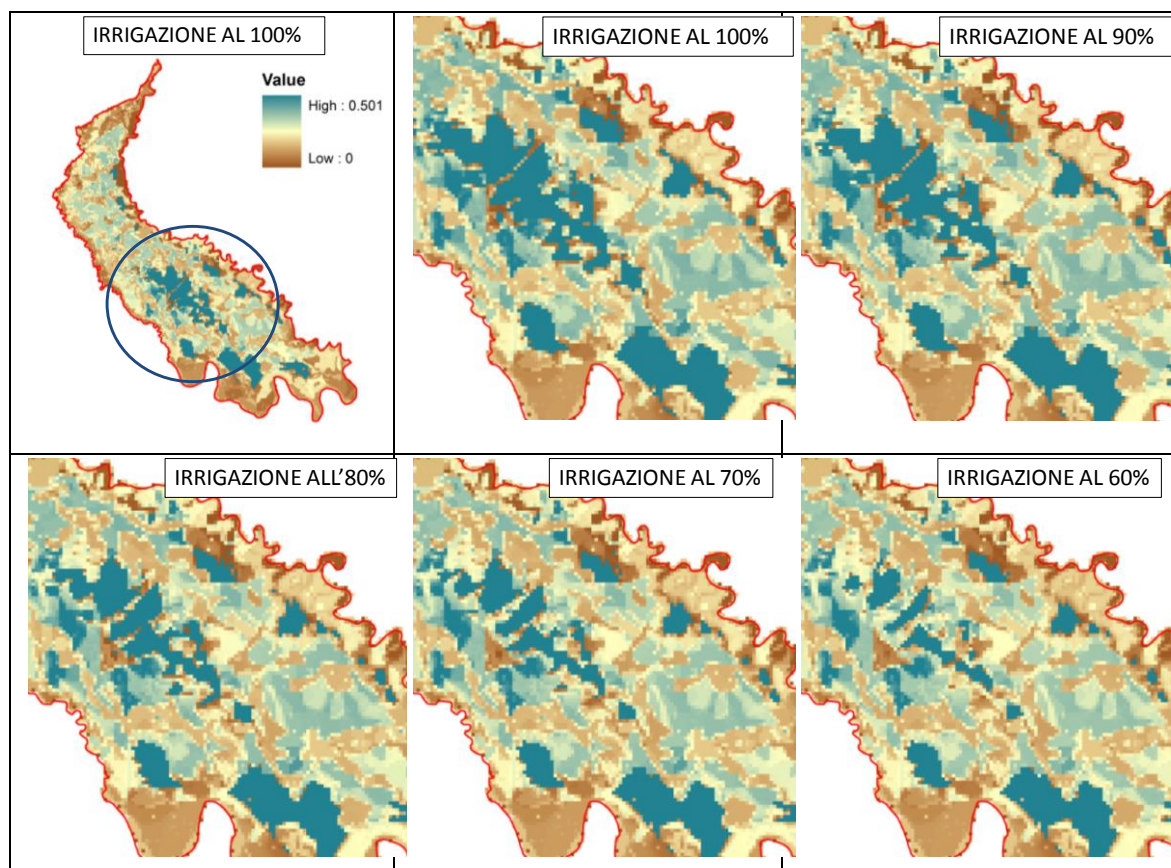 IRRIGAZIONE AL 100%
Value
High : 0.501
Low : 0
IRRIGAZIONE AL 100%
IRRIGAZIONE AL 90%
IRRIGAZIONE ALL'80%
IRRIGAZIONE AL 70%
IRRIGAZIONE AL 60%